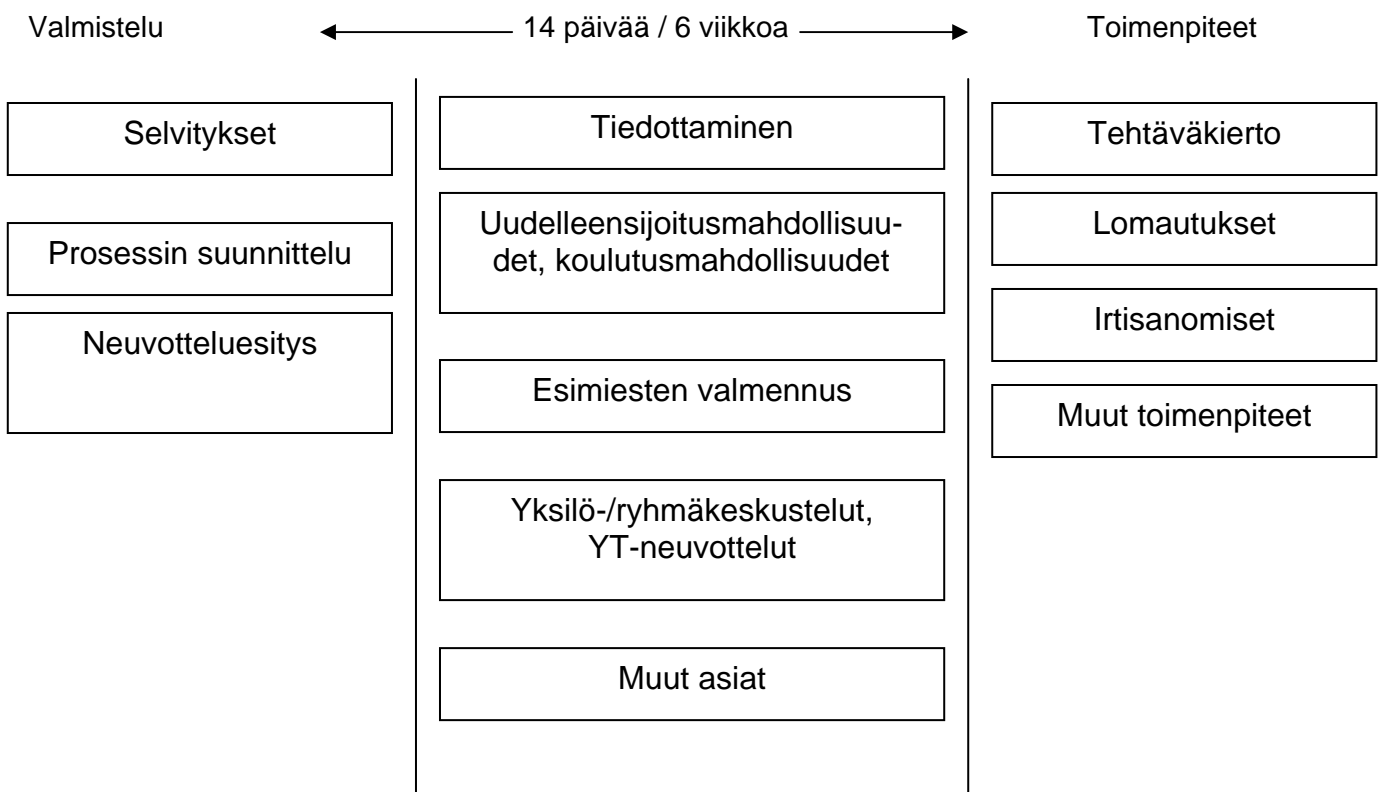 Valmistelu
14 päivää / 6 viikkoa
Toimenpiteet
Selvitykset
Prosessin suunnittelu
Neuvotteluesitys
Tiedottaminen
Uudelleensijoitusmahdollisuu-
det, koulutusmahdollisuudet
Esimiesten valmennus
Yksilö-/ryhmäkeskustelut,
YT-neuvottelut
Muut asiat
Tehtäväkierto
Lomautukset
Irtisanomiset
Muut toimenpiteet